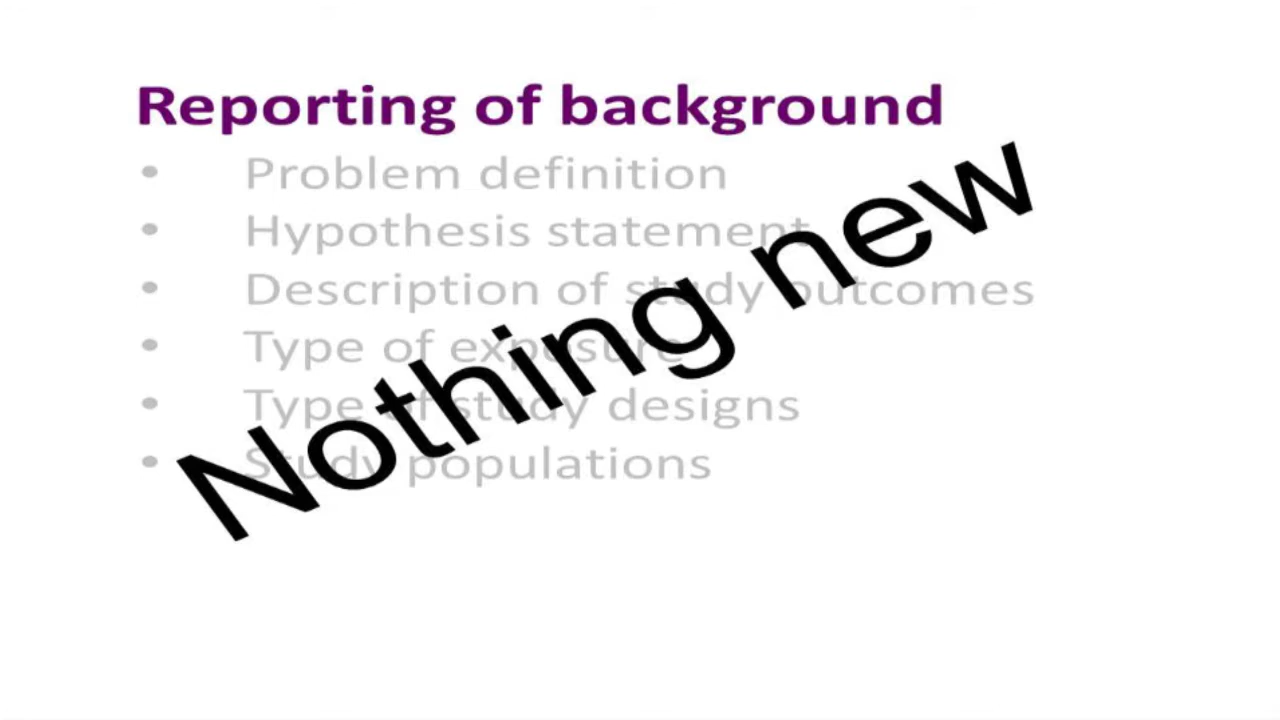 Reporting of background
• Problem definition
• Hypothesis statement
• Description of study outcomes
• Type of exposure
• Type of study designs
• Study populations
Nothing new